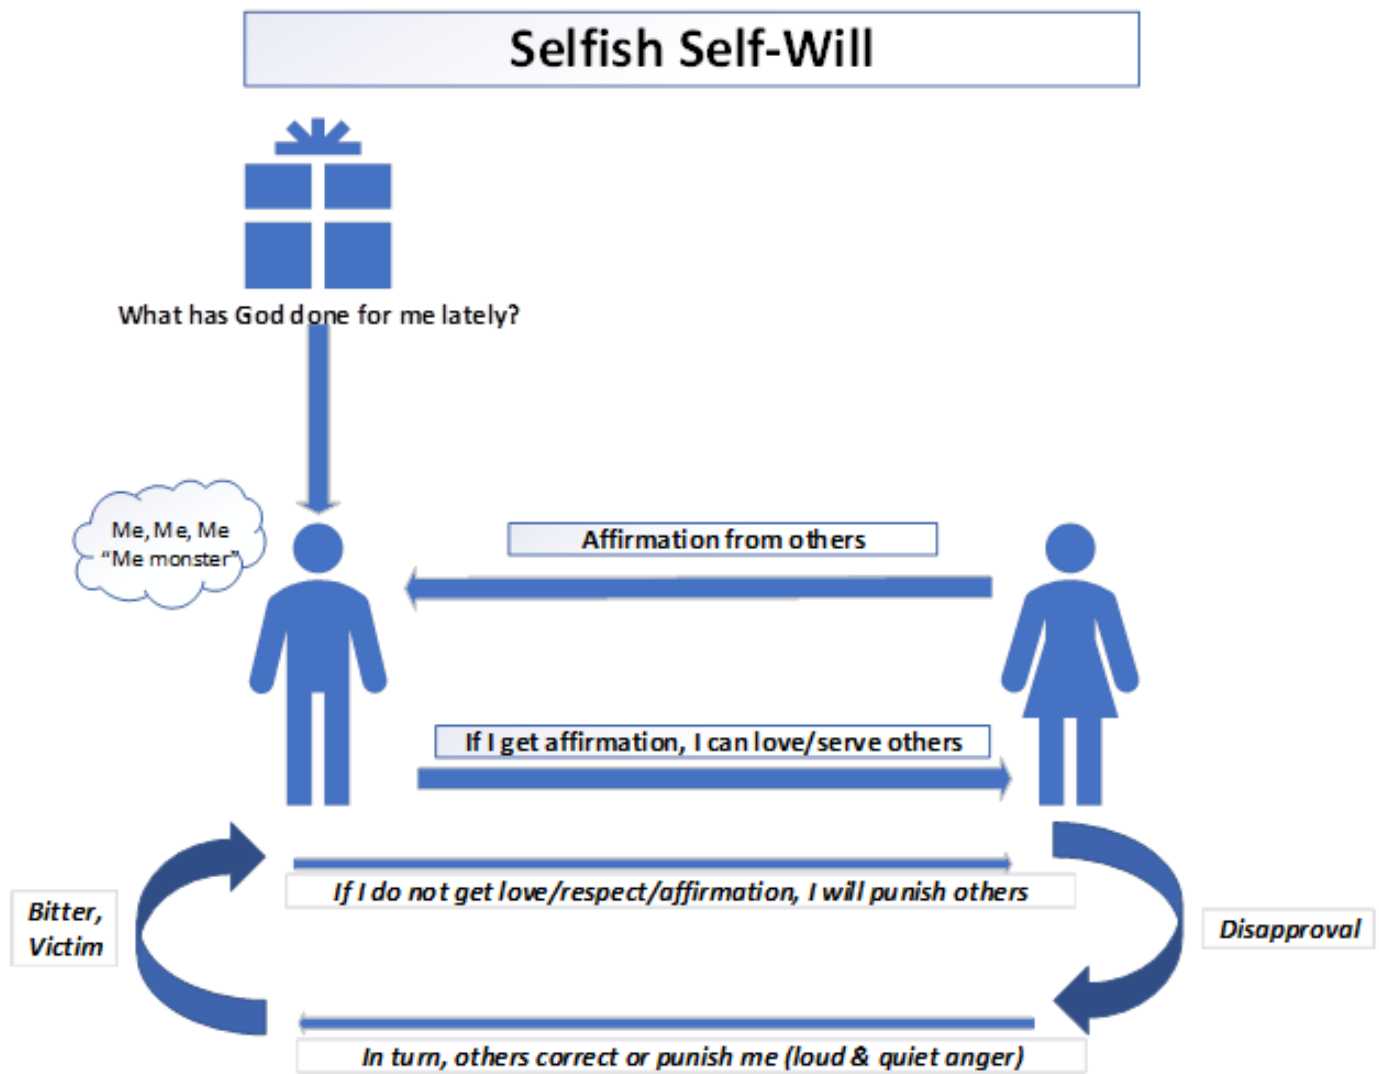 Selfish Self-Will
What has God done for me lately?
Me, Me, Me
“Me monster”
Affirmation from others
If I get affirmation, I can love/serve others
If I do not get love/respect/affirmation, I will punish others
Bitter,
Victim
Disapproval
In turn, others correct or punish me (loud & quiet anger)